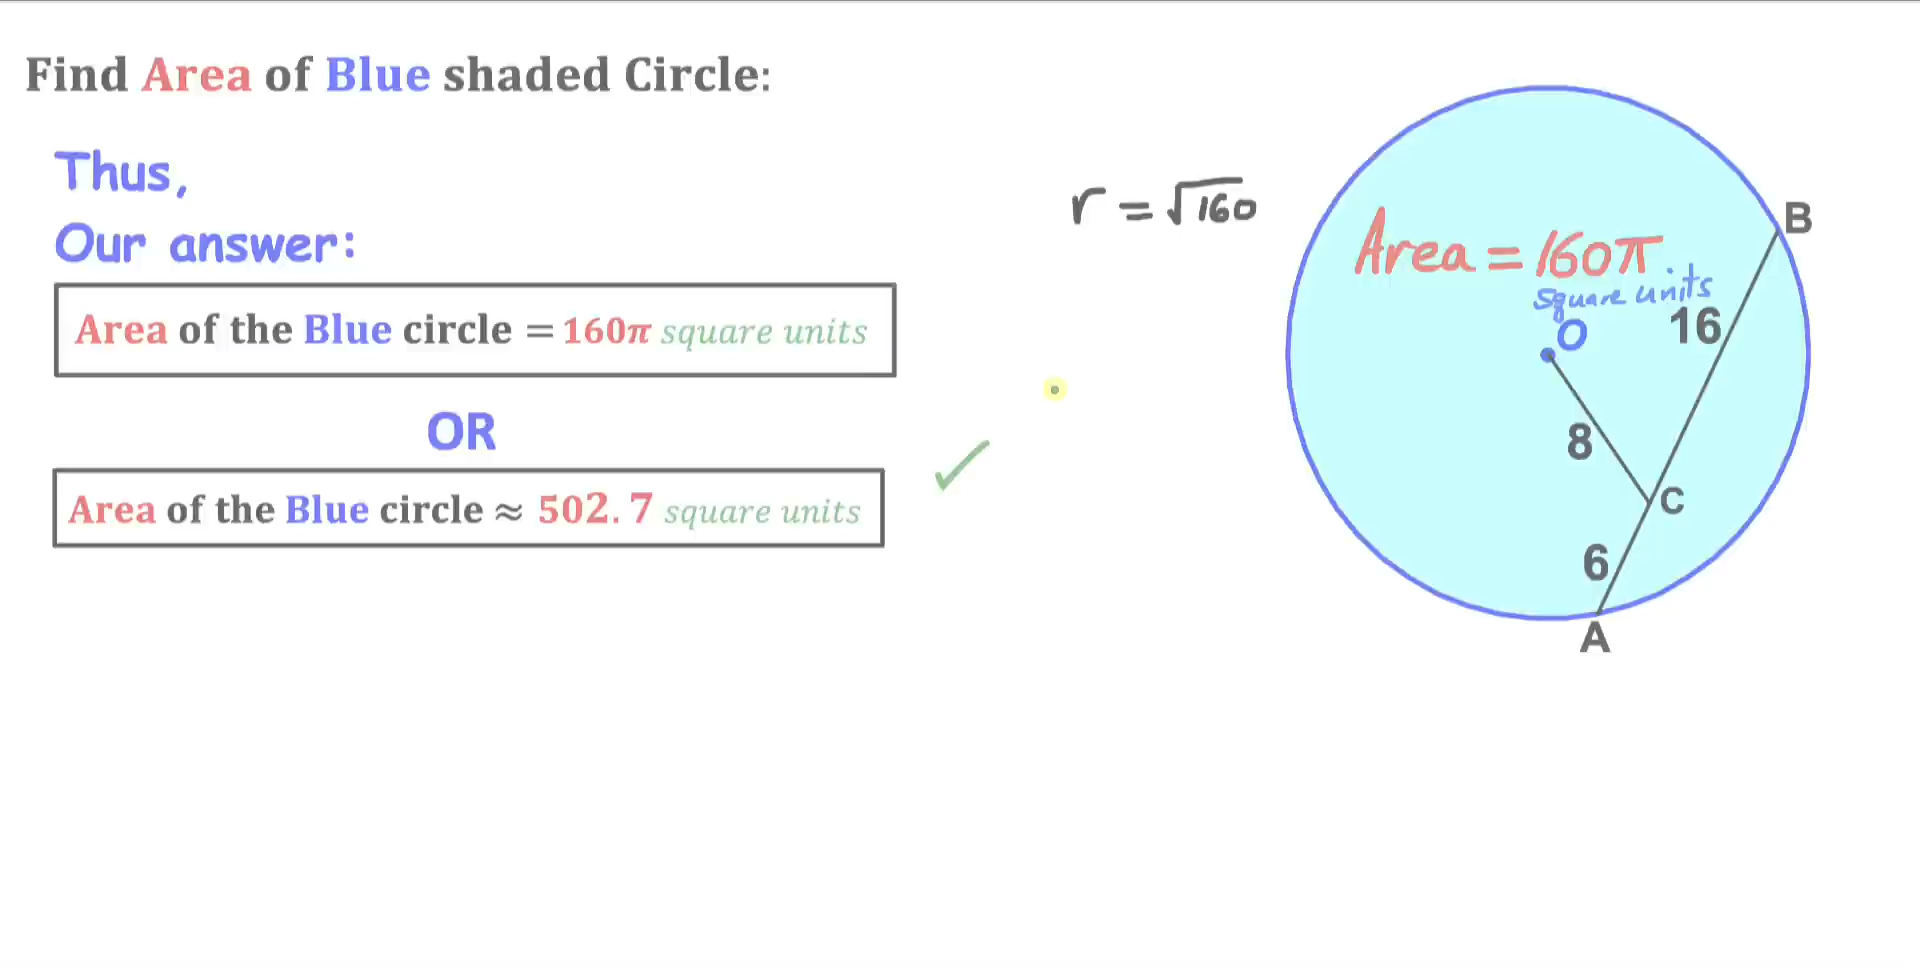 Find Area of Blue shaded Circle:
Thus,
Our answer:
Area of the Blue circle = 160π square units
OR
Area of the Blue circle ≈ 502.7 square units
r = √160
Area = 160π
square units
O
B
16
8
C
6
A